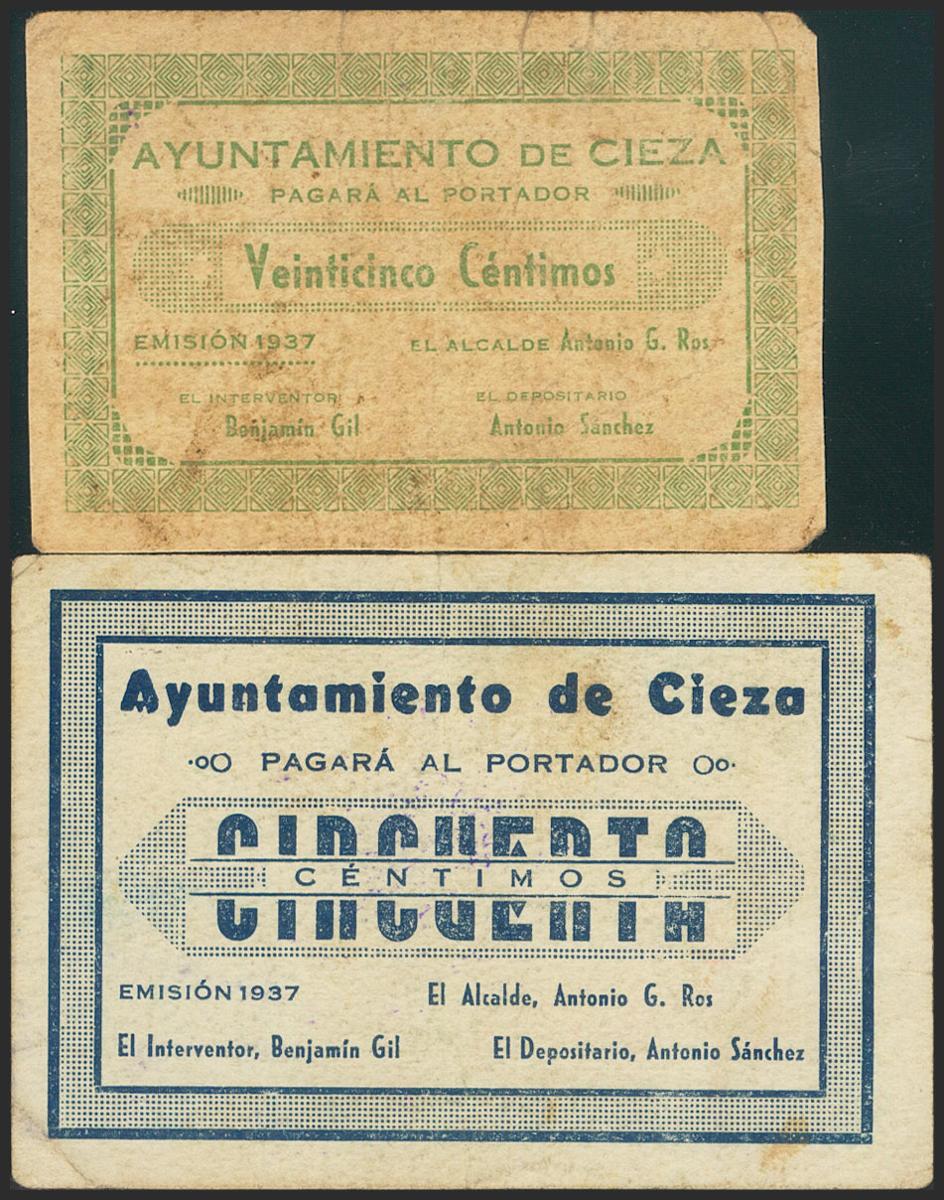 AYUNTAMIENTO DE CIEZA
PAGARÁ AL PORTADOR
Veinticinco Céntimos
EMISIÓN 1937
EL ALCALDE Antonio G. Ros
EL INTERVENTOR
EL DEPOSITARIO
Benjamín Gil
Antonio Sánchez
Ayuntamiento de Cieza
PAGARÁ AL PORTADOR
CINCUENTA
CÉNTIMOS
EMISIÓN 1937
El Alcalde, Antonio G. Ros
El Interventor, Benjamín Gil
El Depositario, Antonio Sánchez